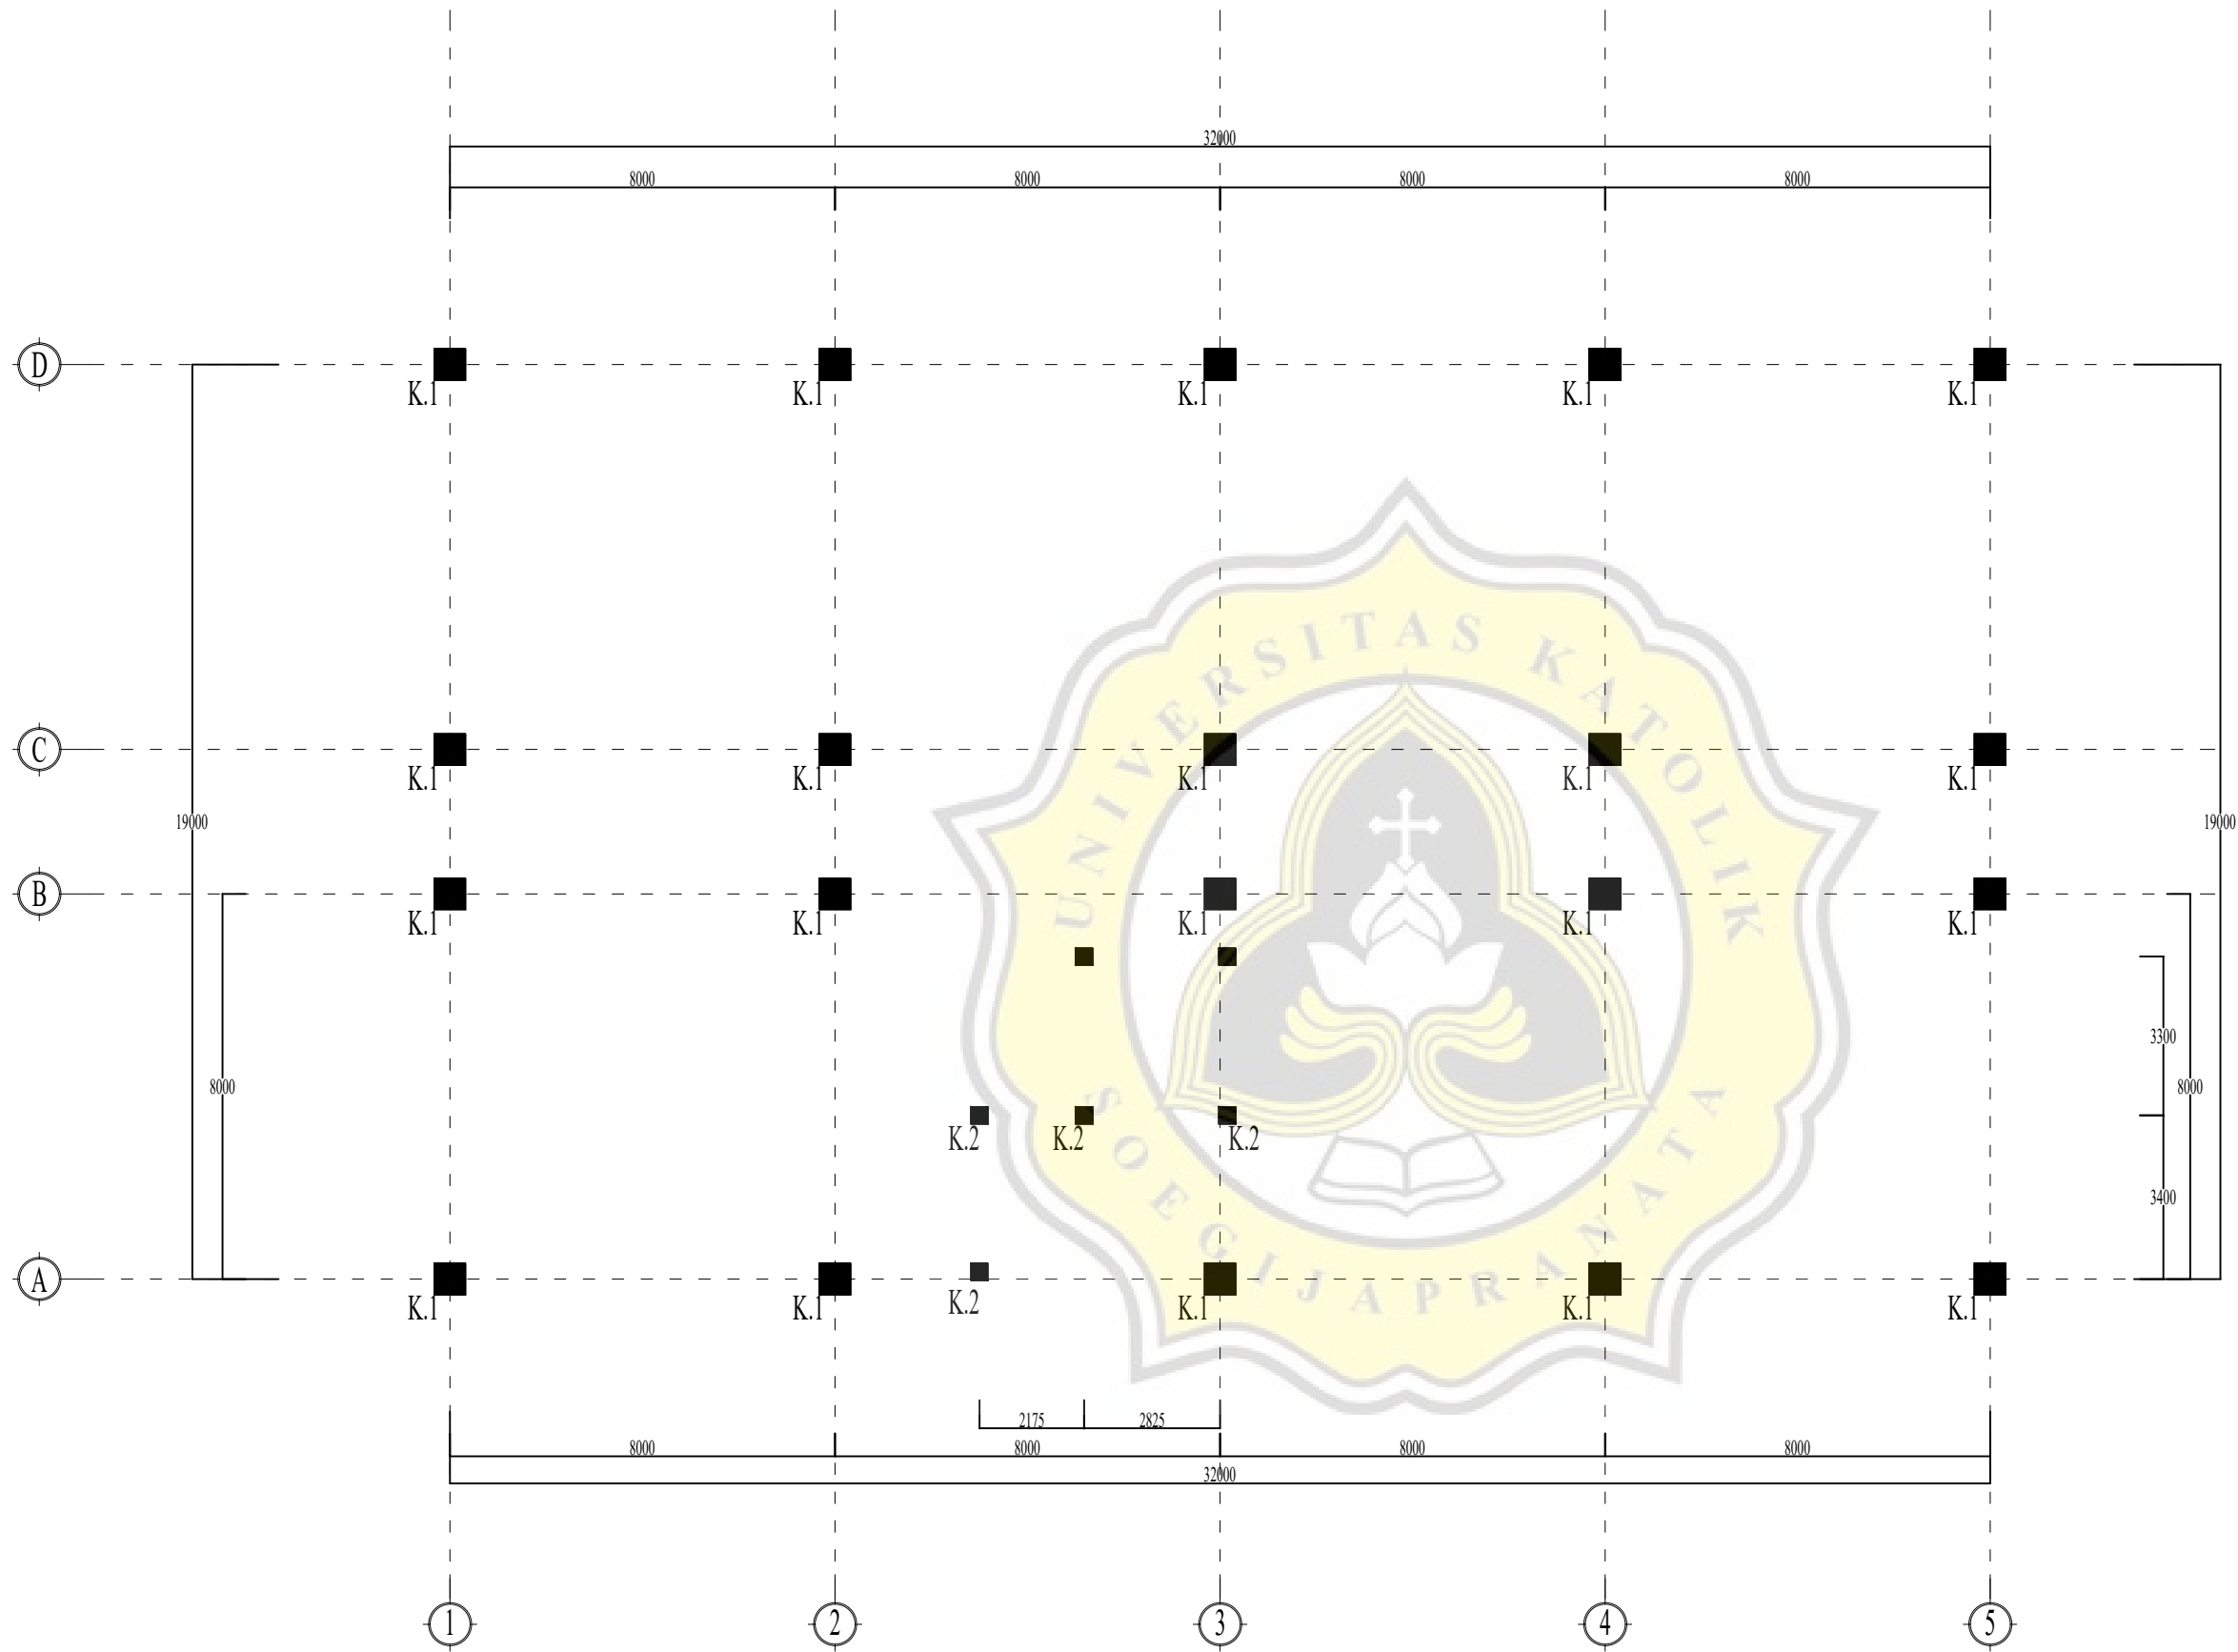 32000
8000 8000 8000 8000
D
K.1 K.1 K.1 K.1 K.1
UNIVERSITAS KATOLIK
C
K.1 K.1 K.1 K.1 K.1
19000 19000
B
K.1 K.1 K.1 K.1 K.1
3300
8000 8000
K.2 K.2 K.2
3400
SOEGIJAPRANATA
A
K.1 K.1 K.2 K.1 K.1 K.1
2175 2825
8000 8000 8000 8000
32000
1 2 3 4 5